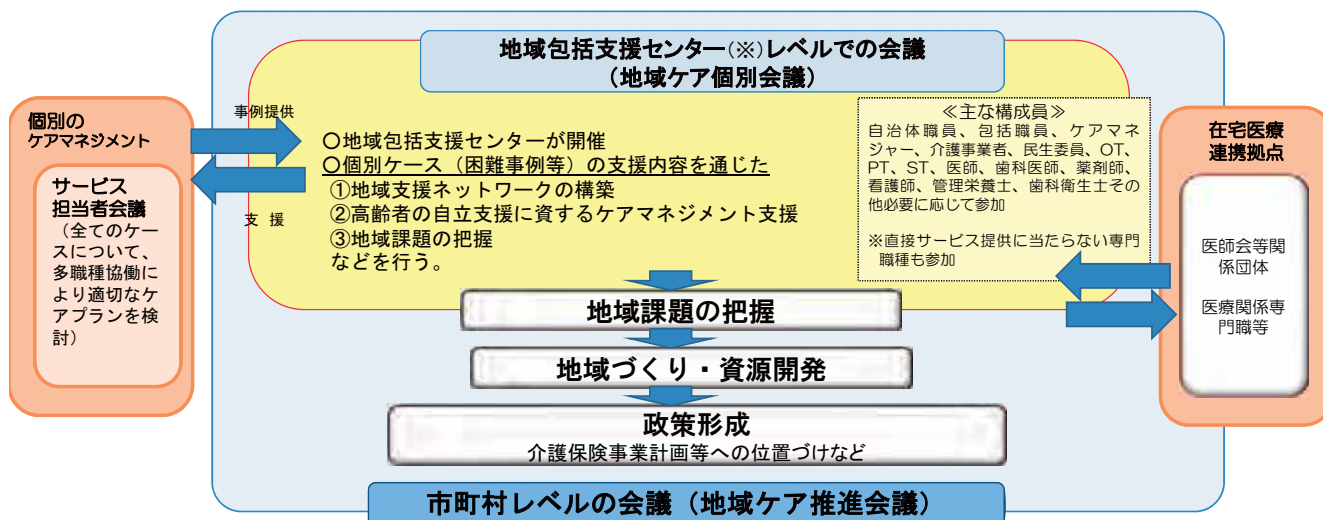 地域包括支援センター(※)レベルでの会議
(地域ケア個別会議)
事例提供
支 援
個別の
ケアマネジメント
サービス
担当者会議
(全てのケー
スについて、
多職種協働に
より適切なケ
アプランを検
討)
〇地域包括支援センターが開催
〇個別ケース(困難事例等)の支援内容を通じた
①地域支援ネットワークの構築
②高齢者の自立支援に資するケアマネジメント支援
③地域課題の把握
などを行う。
≪主な構成員≫
自治体職員、包括職員、ケアマネ
ジャー、介護事業者、民生委員、OT、
PT、ST、医師、歯科医師、薬剤師、
看護師、管理栄養士、歯科衛生士その
他必要に応じて参加
※直接サービス提供に当たらない専門
職種も参加
在宅医療
連携拠点
医師会等関
係団体
医療関係専
門職等
地域課題の把握
地域づくり・資源開発
政策形成
介護保険事業計画等への位置づけなど
市町村レベルの会議(地域ケア推進会議)